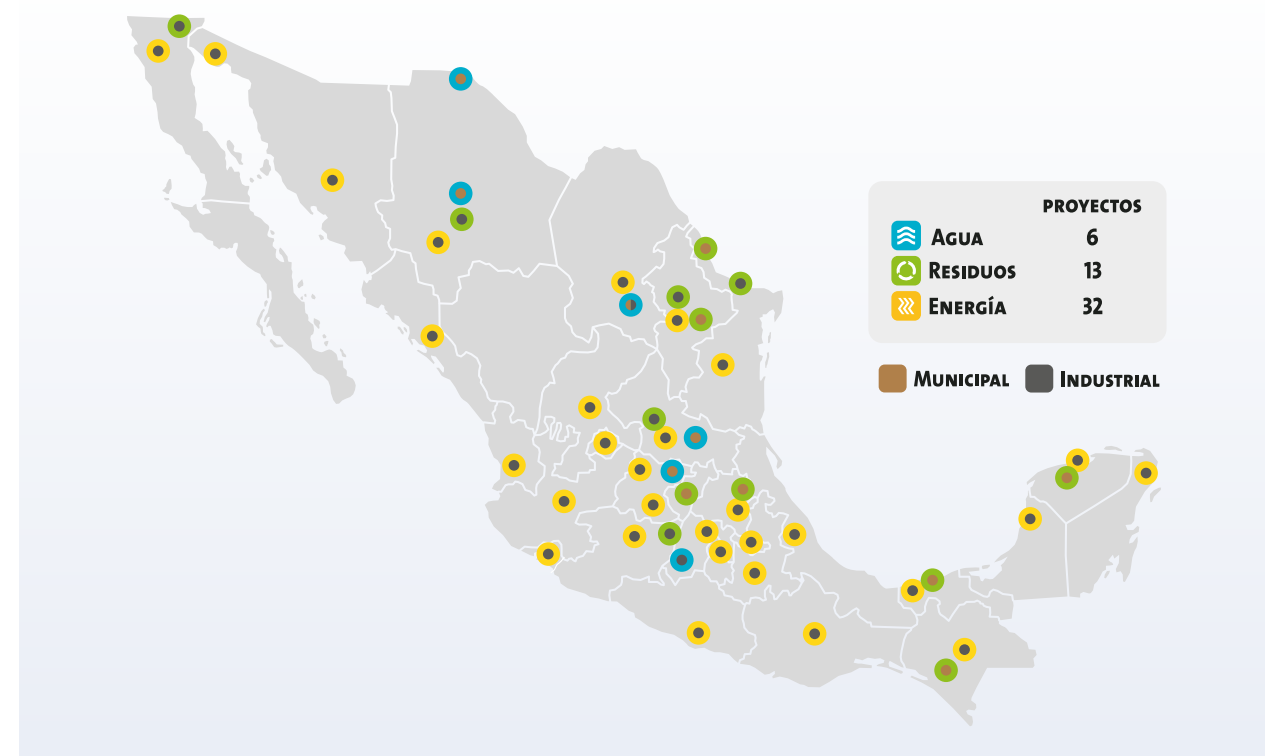 PROYECTOS
AGUA 6
RESIDUOS 13
ENERGÍA 32
MUNICIPAL INDUSTRIAL